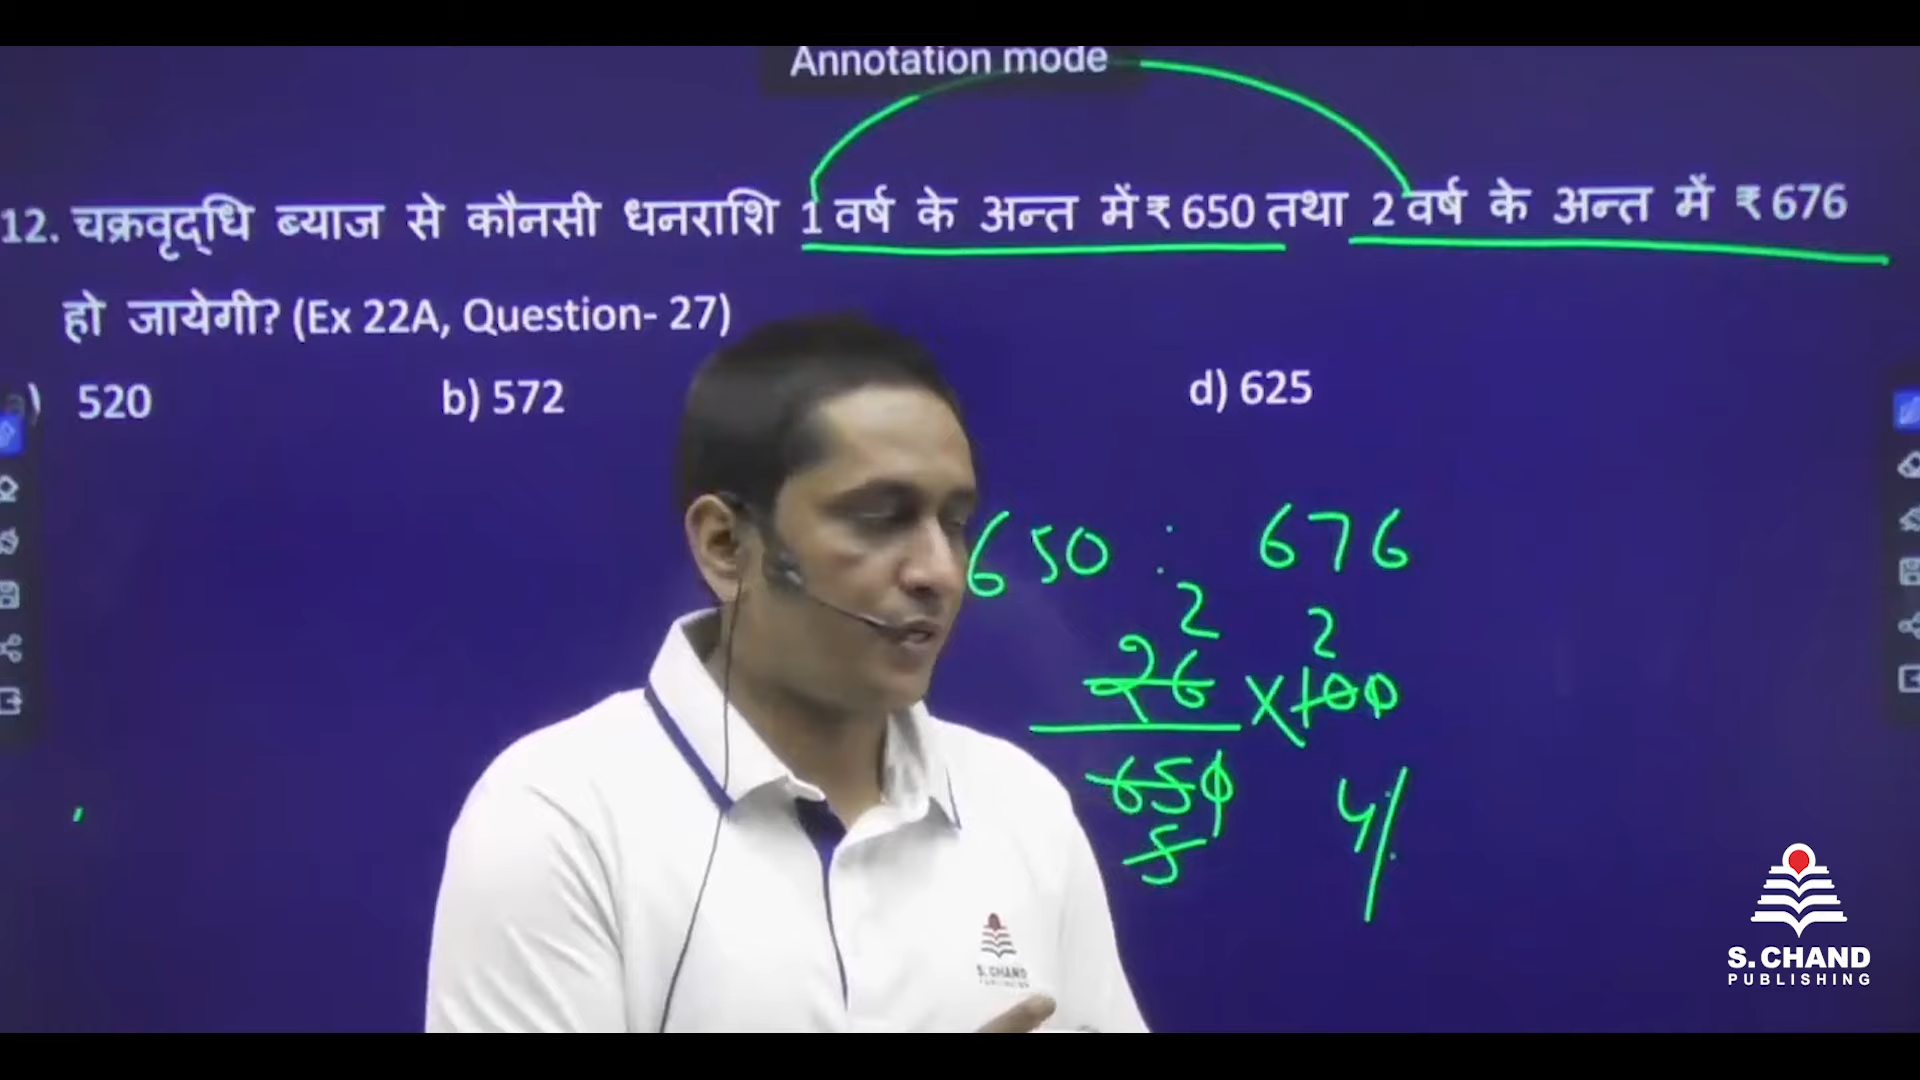 Annotation mode
12. चक्रवृद्धि ब्याज से कौनसी धनराशि 1 वर्ष के अन्त में ₹ 650 तथा 2 वर्ष के अन्त में ₹ 676
हो जायेगी? (Ex 22A, Question- 27)
a) 520 b) 572 d) 625
650 : 676
2 2
26 ×100
650 4%
5
S. CHAND
PUBLISHING
S. CHAND